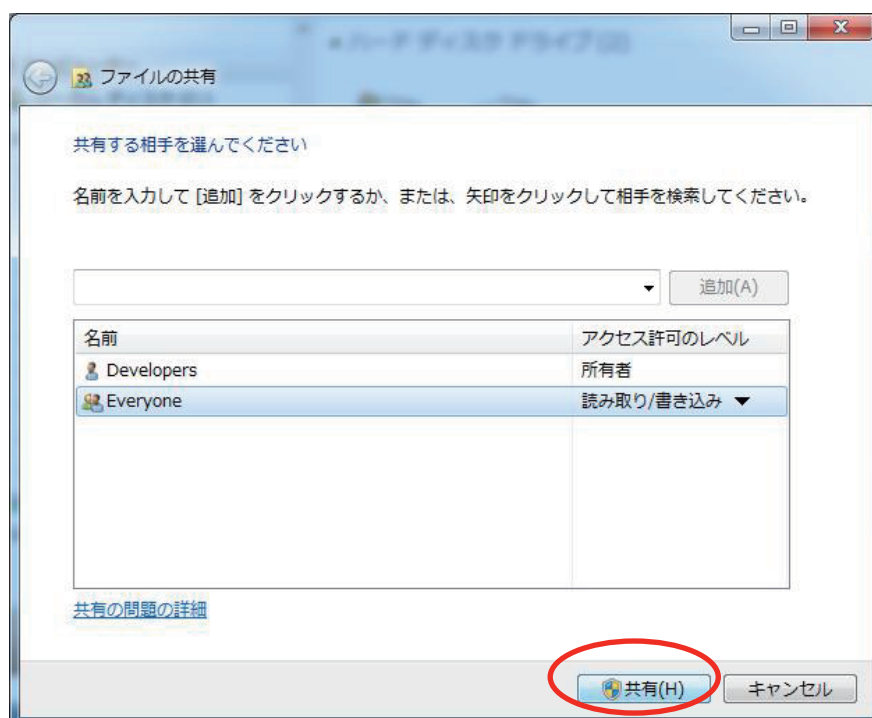 ファイルの共有
共有する相手を選んでください
名前を入力して [追加] をクリックするか、または、矢印をクリックして相手を検索してください。
追加(A)
名前 アクセス許可のレベル
Developers 所有者
Everyone 読み取り/書き込み
共有の問題の詳細
共有(H) キャンセル